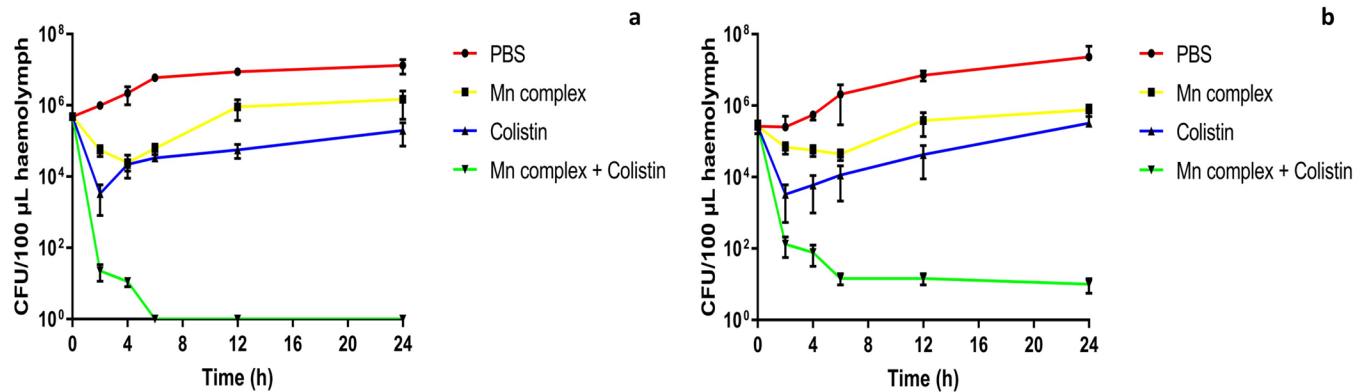 a
CFU/100 µL haemolymph
10⁸
10⁶
10⁴
10²
10⁰
0 4 8 12 16 20 24
Time (h)
PBS
Mn complex
Colistin
Mn complex + Colistin
b
CFU/100 µL haemolymph
10⁸
10⁶
10⁴
10²
10⁰
0 4 8 12 16 20 24
Time (h)
PBS
Mn complex
Colistin
Mn complex + Colistin